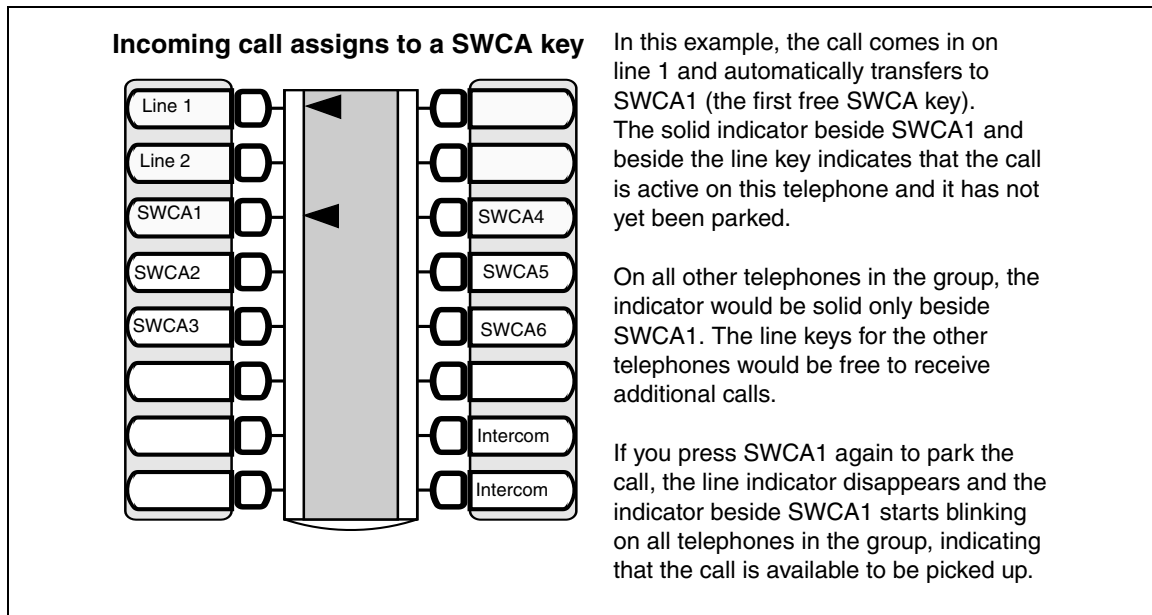 Incoming call assigns to a SWCA key
Line 1
Line 2
SWCA1
SWCA2
SWCA3
SWCA4
SWCA5
SWCA6
Intercom
Intercom
In this example, the call comes in on
line 1 and automatically transfers to
SWCA1 (the first free SWCA key).
The solid indicator beside SWCA1 and
beside the line key indicates that the call
is active on this telephone and it has not
yet been parked.
On all other telephones in the group, the
indicator would be solid only beside
SWCA1. The line keys for the other
telephones would be free to receive
additional calls.
If you press SWCA1 again to park the
call, the line indicator disappears and the
indicator beside SWCA1 starts blinking
on all telephones in the group, indicating
that the call is available to be picked up.